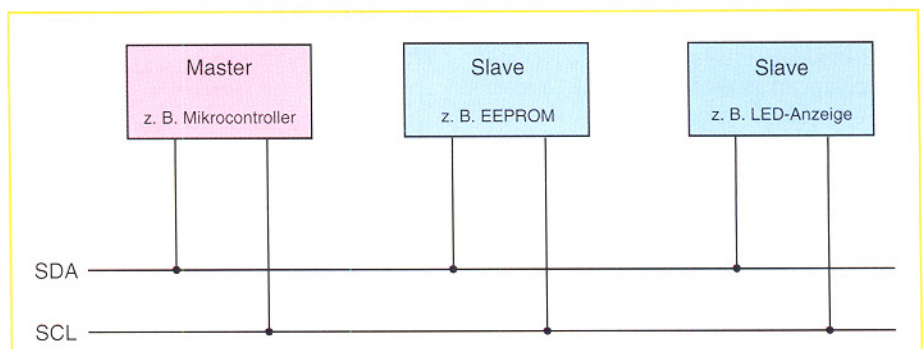 Master
z. B. Mikrocontroller
Slave
z. B. EEPROM
Slave
z. B. LED-Anzeige
SDA
SCL